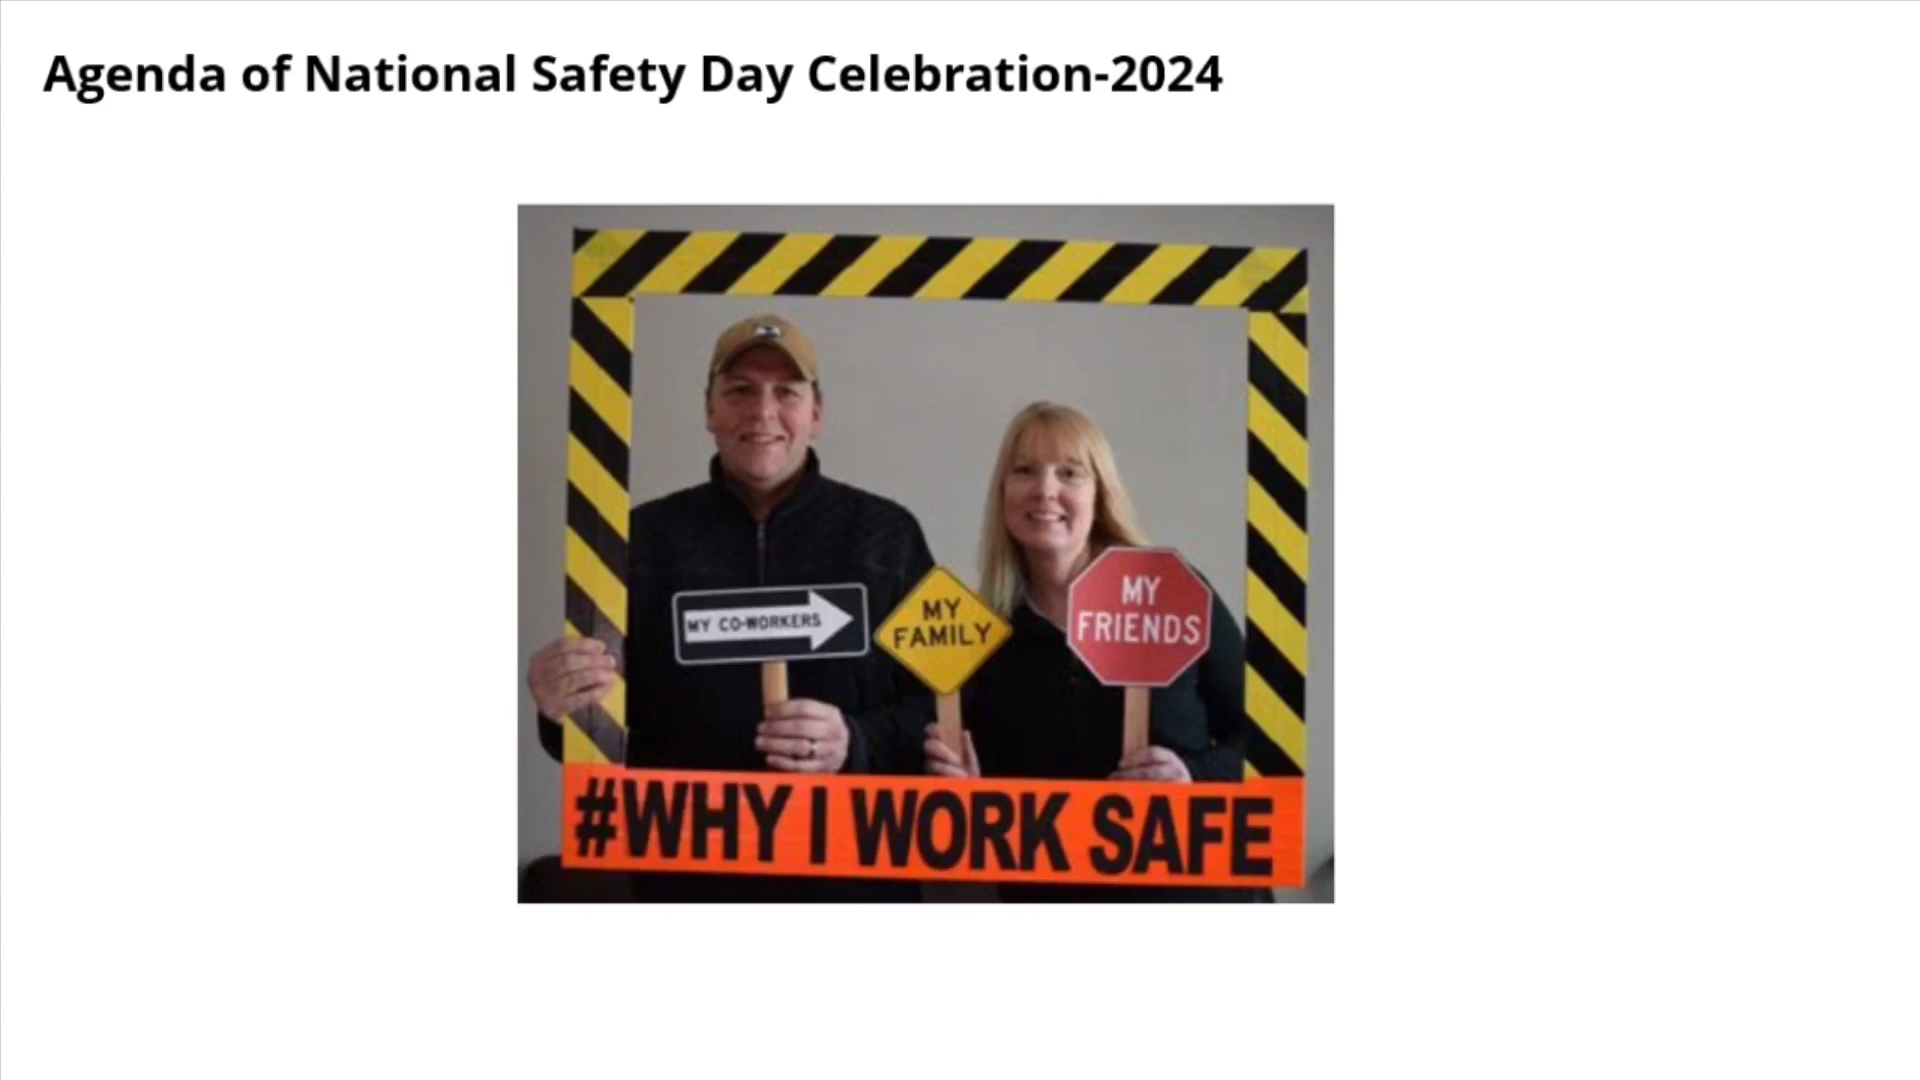 Agenda of National Safety Day Celebration-2024
MY CO-WORKERS
MY
FAMILY
MY
FRIENDS
#WHY I WORK SAFE